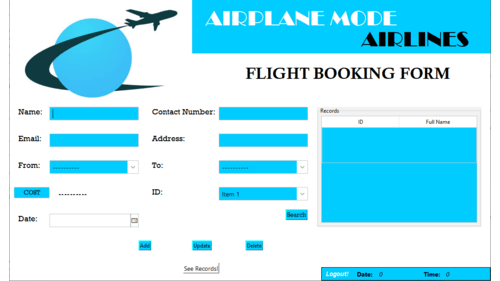 AIRPLANE MODE
AIRLINES
FLIGHT BOOKING FORM
Name:
Contact Number:
Records
ID Full Name
Email:
Address:
From: ----------
To: -----------
COST ----------
ID: Item 1
Date:
Search
Add Update Delete
See Records!
Logout! Date: 0 Time: 0